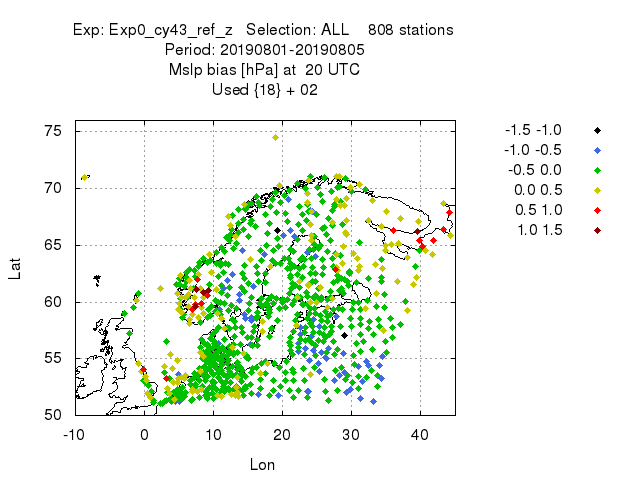 Exp: Exp0_cy43_ref_z Selection: ALL 808 stations
Period: 20190801-20190805
Mslp bias [hPa] at 20 UTC
Used {18} + 02
-1.5 -1.0
-1.0 -0.5
-0.5 0.0
0.0 0.5
0.5 1.0
1.0 1.5
75
70
65
60
55
50
Lat
-10 0 10 20 30 40
Lon